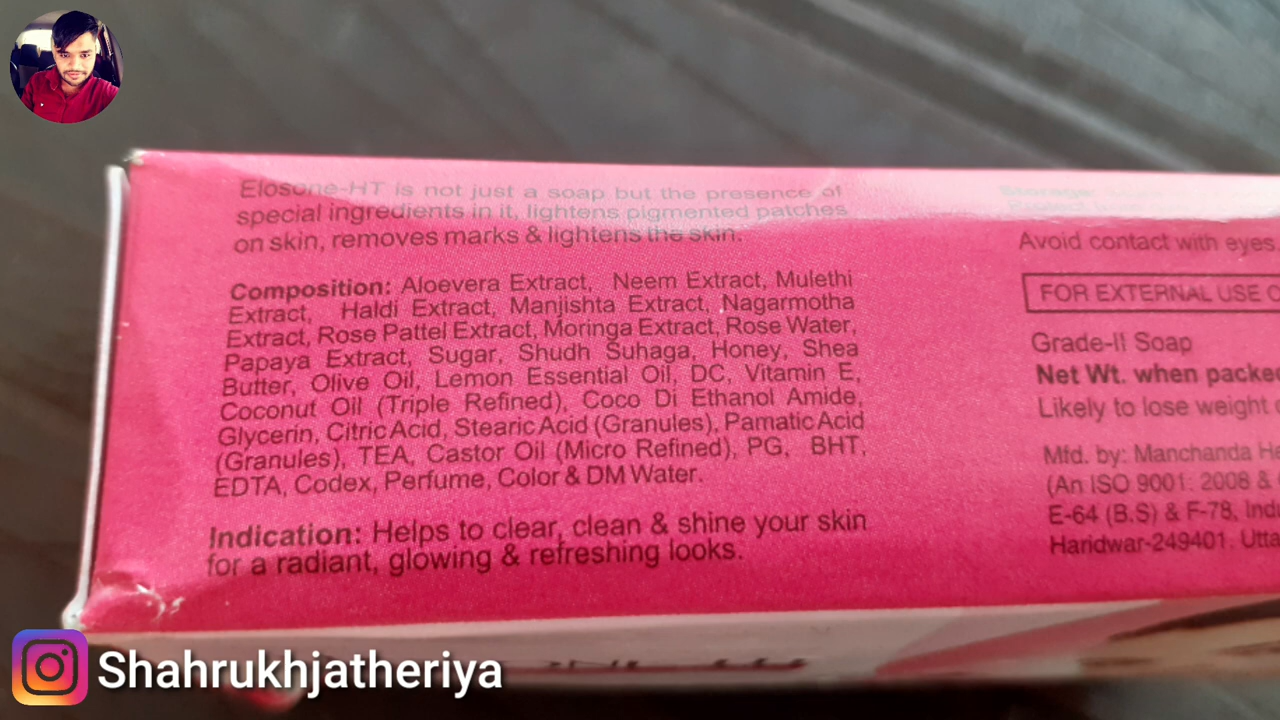 Elosone-HT is not just a soap but the presence of
special ingredients in it, lightens pigmented patches
on skin, removes marks & lightens the skin.
Composition: Aloevera Extract, Neem Extract, Mulethi
Extract, Haldi Extract, Manjishta Extract, Nagarmotha
Extract, Rose Pattel Extract, Moringa Extract, Rose Water,
Papaya Extract, Sugar, Shudh Suhaga, Honey, Shea
Butter, Olive Oil, Lemon Essential Oil, DC, Vitamin E,
Coconut Oil (Triple Refined), Coco Di Ethanol Amide,
Glycerin, Citric Acid, Stearic Acid (Granules), Pamatic Acid
(Granules), TEA, Castor Oil (Micro Refined), PG, BHT,
EDTA, Codex, Perfume, Color & DM Water.
Indication: Helps to clear, clean & shine your skin
for a radiant, glowing & refreshing looks.
Storage:
Protect
Avoid contact with eyes
FOR EXTERNAL USE
Grade-II Soap
Net Wt. when packed
Likely to lose weight
Mfd. by: Manchanda
(An ISO 9001: 2008 &
E-64 (B.S) & F-78,
Haridwar-249401.
Shahrukhjatheriya